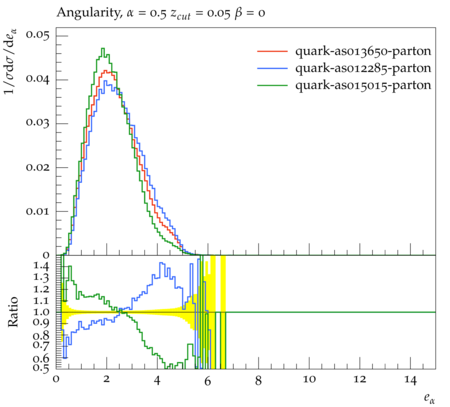 Angularity, α = 0.5 z_cut = 0.05 β = 0
1/σdσ/de_α
0.05
0.04
0.03
0.02
0.01
0
quark-as013650-parton
quark-as012285-parton
quark-as015015-parton
Ratio
1.4
1.3
1.2
1.1
1.0
0.9
0.8
0.7
0.6
0.5
0 2 4 6 8 10 12 14
e_α